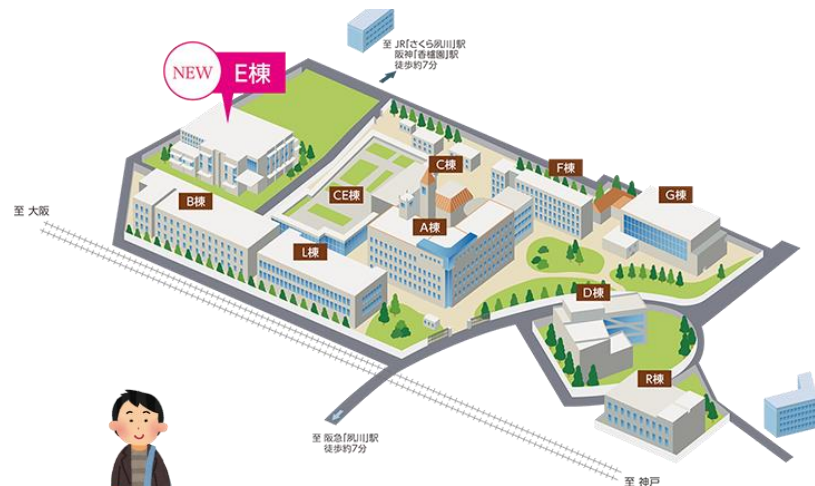 至 JR「さくら夙川」駅
阪神「香櫨園」駅
徒歩約7分
NEW
E棟
C棟
F棟
B棟
CE棟
G棟
至 大阪
A棟
L棟
D棟
R棟
至 阪急「夙川」駅
徒歩約7分
至 神戸